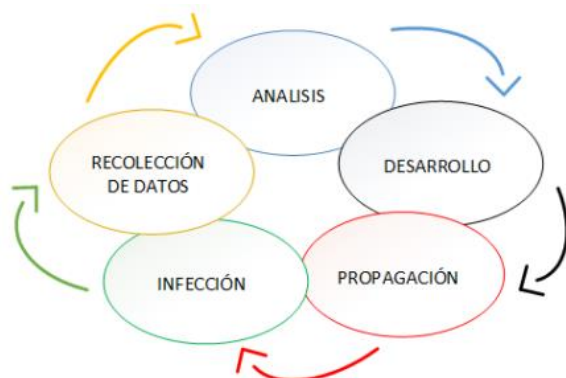 ANALISIS
DESARROLLO
PROPAGACIÓN
INFECCIÓN
RECOLECCIÓN
DE DATOS